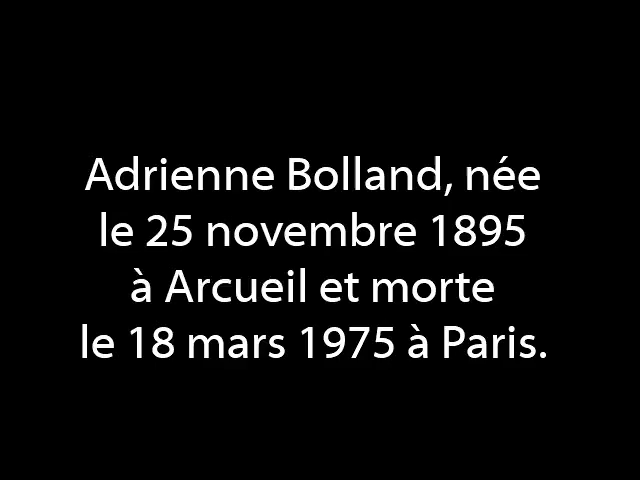 Adrienne Bolland, née
le 25 novembre 1895
à Arcueil et morte
le 18 mars 1975 à Paris.